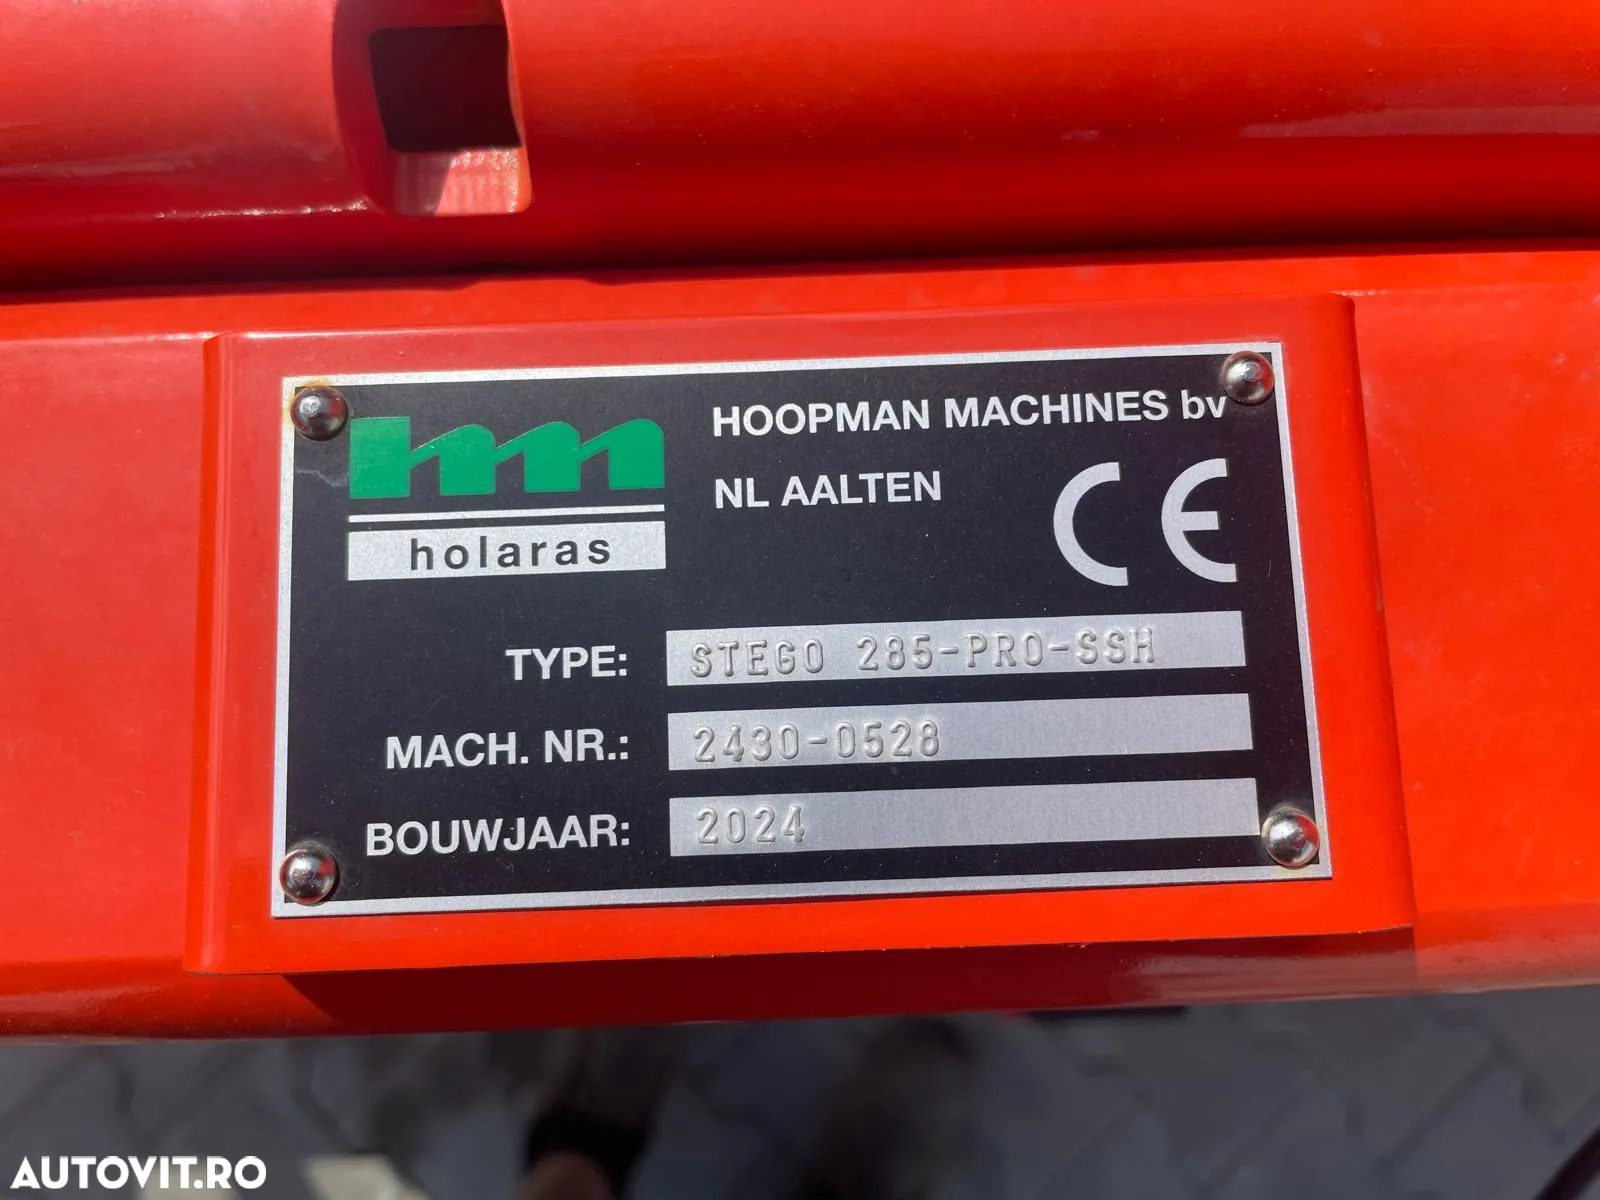 HOOPMAN MACHINES bv
NL AALTEN
hm
holaras
CE
TYPE: STEGO 285-PRO-SSH
MACH. NR.: 2430-0528
BOUWJAAR: 2024
AUTOVIT.RO